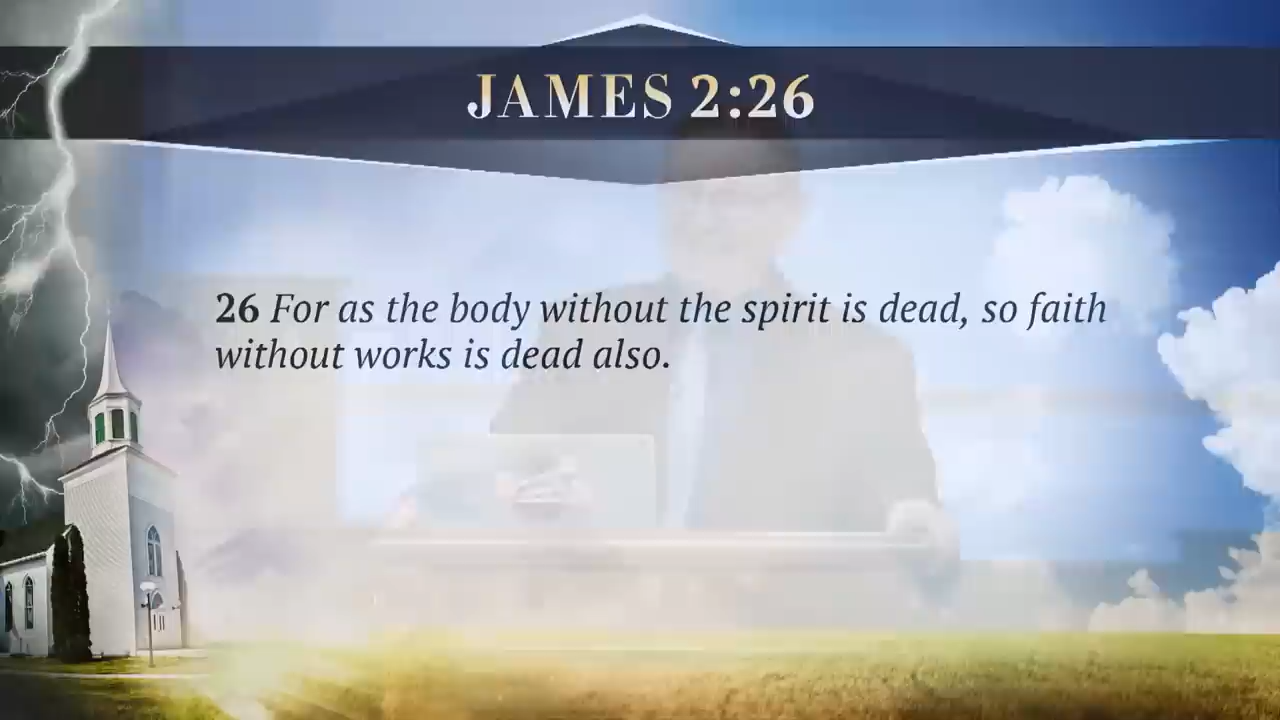 JAMES 2:26
26 For as the body without the spirit is dead, so faith
without works is dead also.